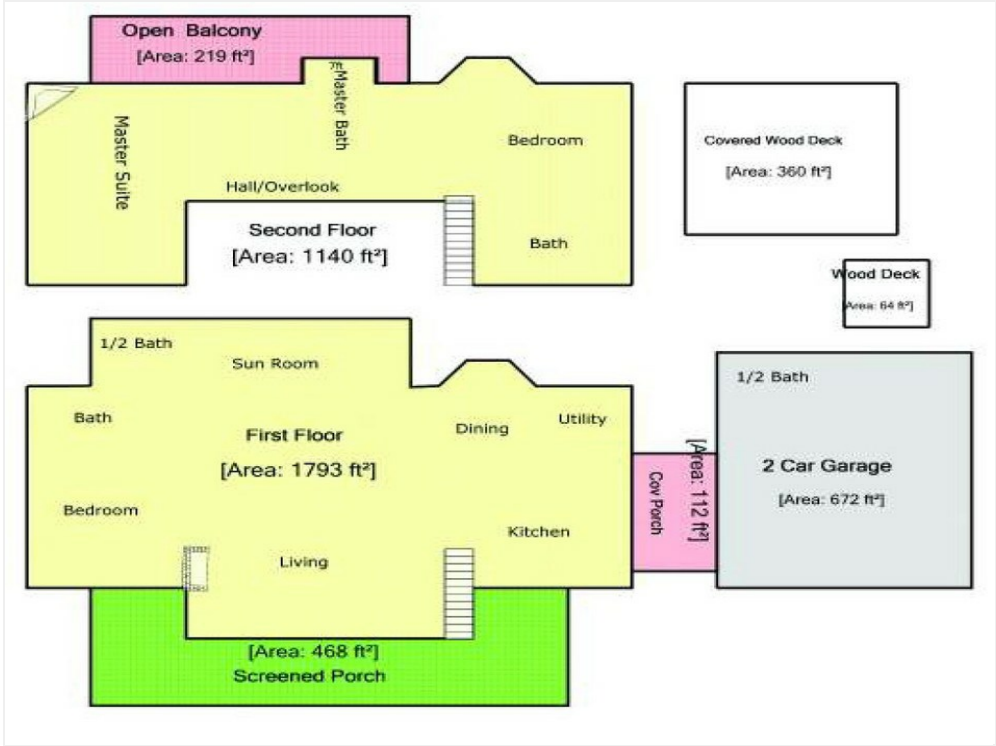 Open Balcony
[Area: 219 ft²]
Master Bath
Master Suite
Bedroom
Hall/Overlook
Bath
Second Floor
[Area: 1140 ft²]
Covered Wood Deck
[Area: 360 ft²]
Wood Deck
[Area: 64 ft²]
1/2 Bath
Sun Room
Bath
First Floor
[Area: 1793 ft²]
Dining
Utility
Bedroom
Kitchen
Living
Cov Porch
[Area: 112 ft²]
1/2 Bath
2 Car Garage
[Area: 672 ft²]
[Area: 468 ft²]
Screened Porch